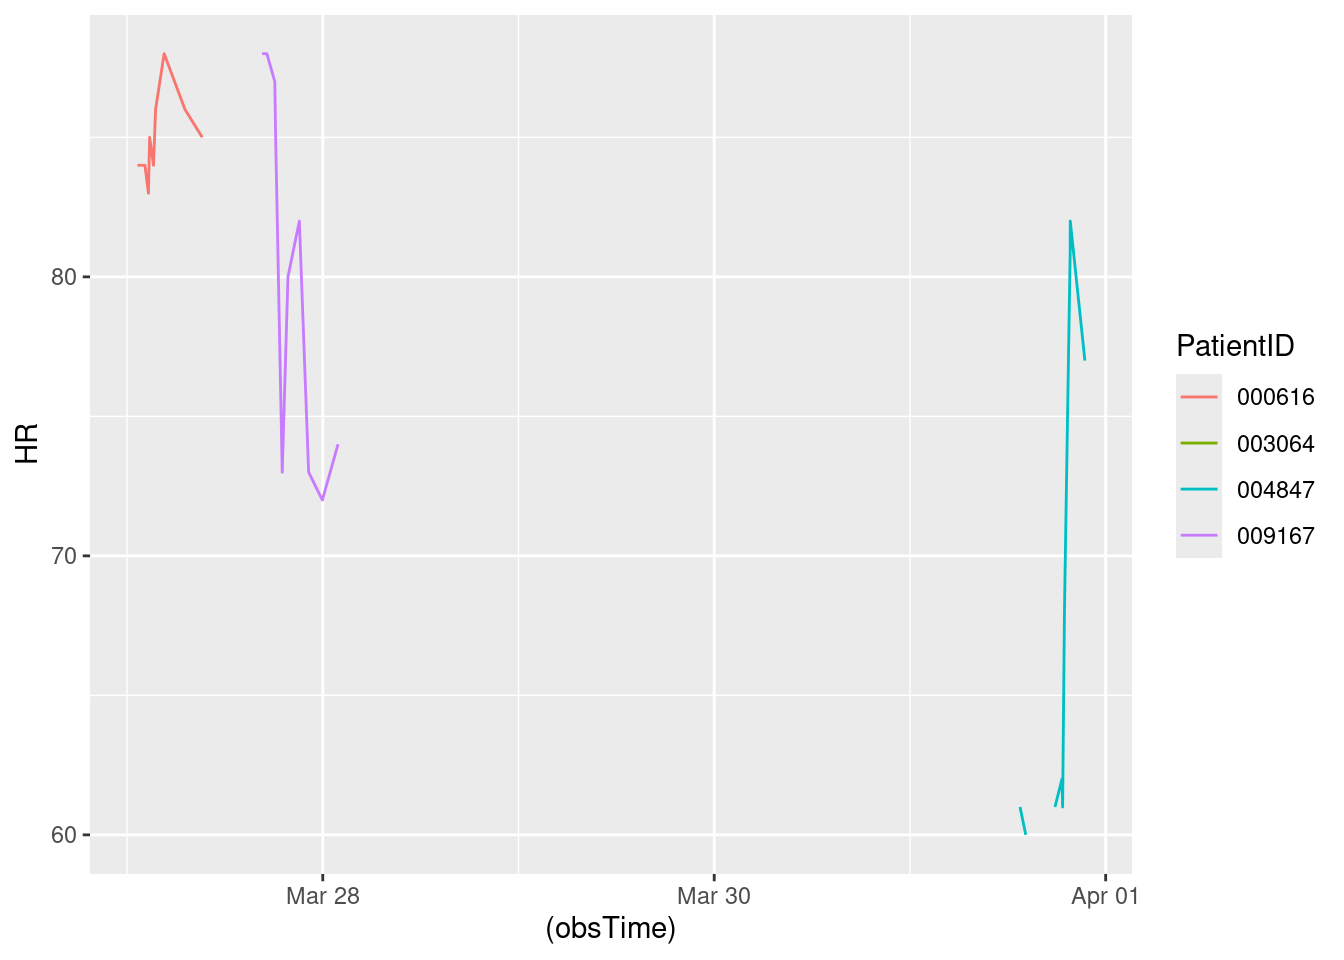 HR
80
70
60
Mar 28
Mar 30
Apr 01
(obsTime)
PatientID
000616
003064
004847
009167